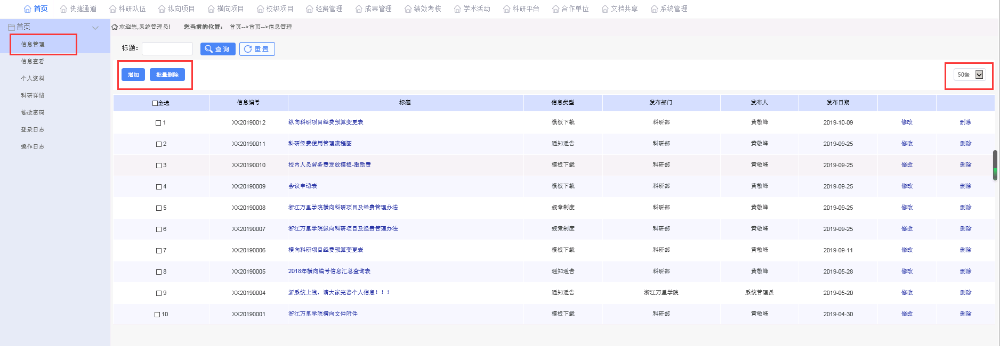 首页 快捷通道 科研队伍 纵向项目 横向项目 校级项目 经费管理 成果管理 绩效考核 学术活动 科研平台 合作单位 文档共享 系统管理
首页
信息管理
信息查看
个人资料
科研详情
修改密码
登录日志
操作日志
欢迎您,系统管理员! 您当前的位置： 首页-->首页-->信息管理
标题： 查 询 重 置
增加 批量删除 50条
全选 信息编号 标题 信息类型 发布部门 发布人 发布日期
1 XX20190012 纵向科研项目经费预算变更表 模板下载 科研部 黄敬峰 2019-10-09 修改 删除
2 XX20190011 科研经费使用管理流程图 通知通告 科研部 黄敬峰 2019-09-25 修改 删除
3 XX20190010 校内人员劳务费发放模板-激励费 模板下载 科研部 黄敬峰 2019-09-25 修改 删除
4 XX20190009 会议申请表 模板下载 科研部 黄敬峰 2019-09-25 修改 删除
5 XX20190008 浙江万里学院横向科研项目及经费管理办法 规章制度 科研部 黄敬峰 2019-09-25 修改 删除
6 XX20190007 浙江万里学院纵向科研项目及经费管理办法 规章制度 科研部 黄敬峰 2019-09-25 修改 删除
7 XX20190006 横向科研项目经费预算变更表 模板下载 科研部 黄敬峰 2019-09-11 修改 删除
8 XX20190005 2018年横向编号信息汇总查询表 通知通告 科研部 黄敬峰 2019-05-28 修改 删除
9 XX20190004 新系统上线，请大家完善个人信息！！！ 通知通告 浙江万里学院 系统管理员 2019-05-20 修改 删除
10 XX20190001 浙江万里学院横向文件附件 模板下载 科研部 黄敬峰 2019-04-30 修改 删除